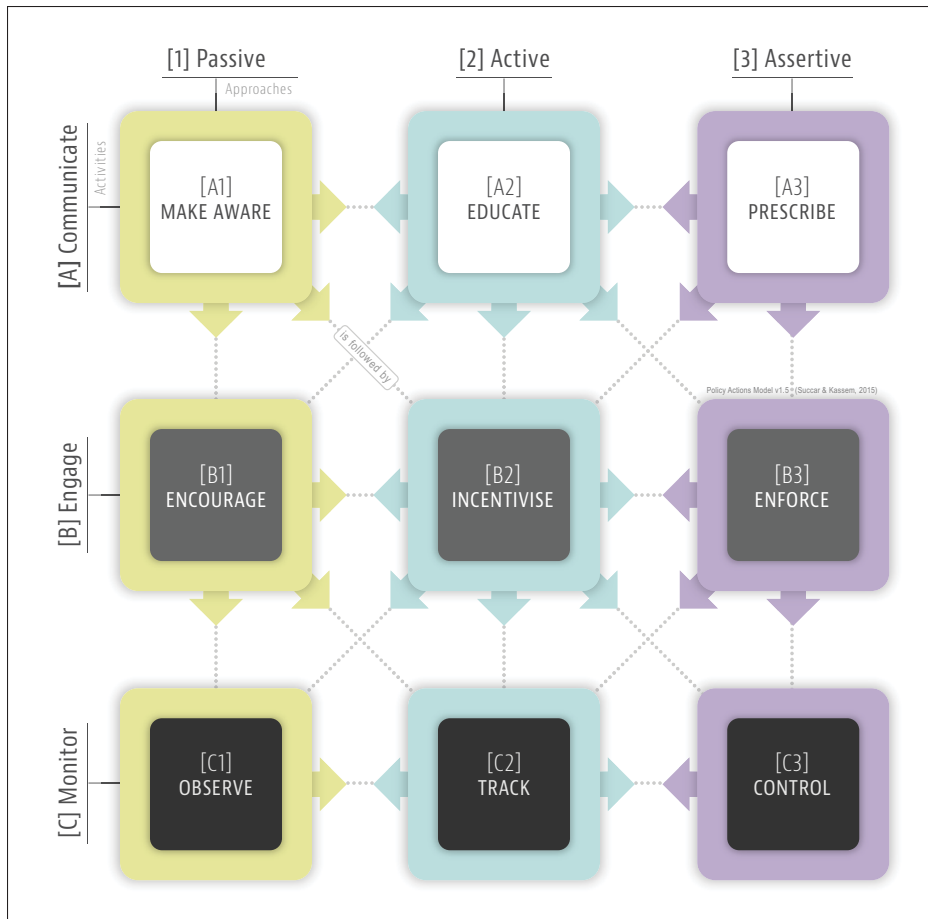 [1] Passive
[2] Active
[3] Assertive
Approaches
[A] Communicate
Activities
[A1]
MAKE AWARE
[A2]
EDUCATE
[A3]
PRESCRIBE
is followed by
Policy Actions Model v1.5 (Succar & Kassem, 2015)
[B] Engage
[B1]
ENCOURAGE
[B2]
INCENTIVISE
[B3]
ENFORCE
[C] Monitor
[C1]
OBSERVE
[C2]
TRACK
[C3]
CONTROL